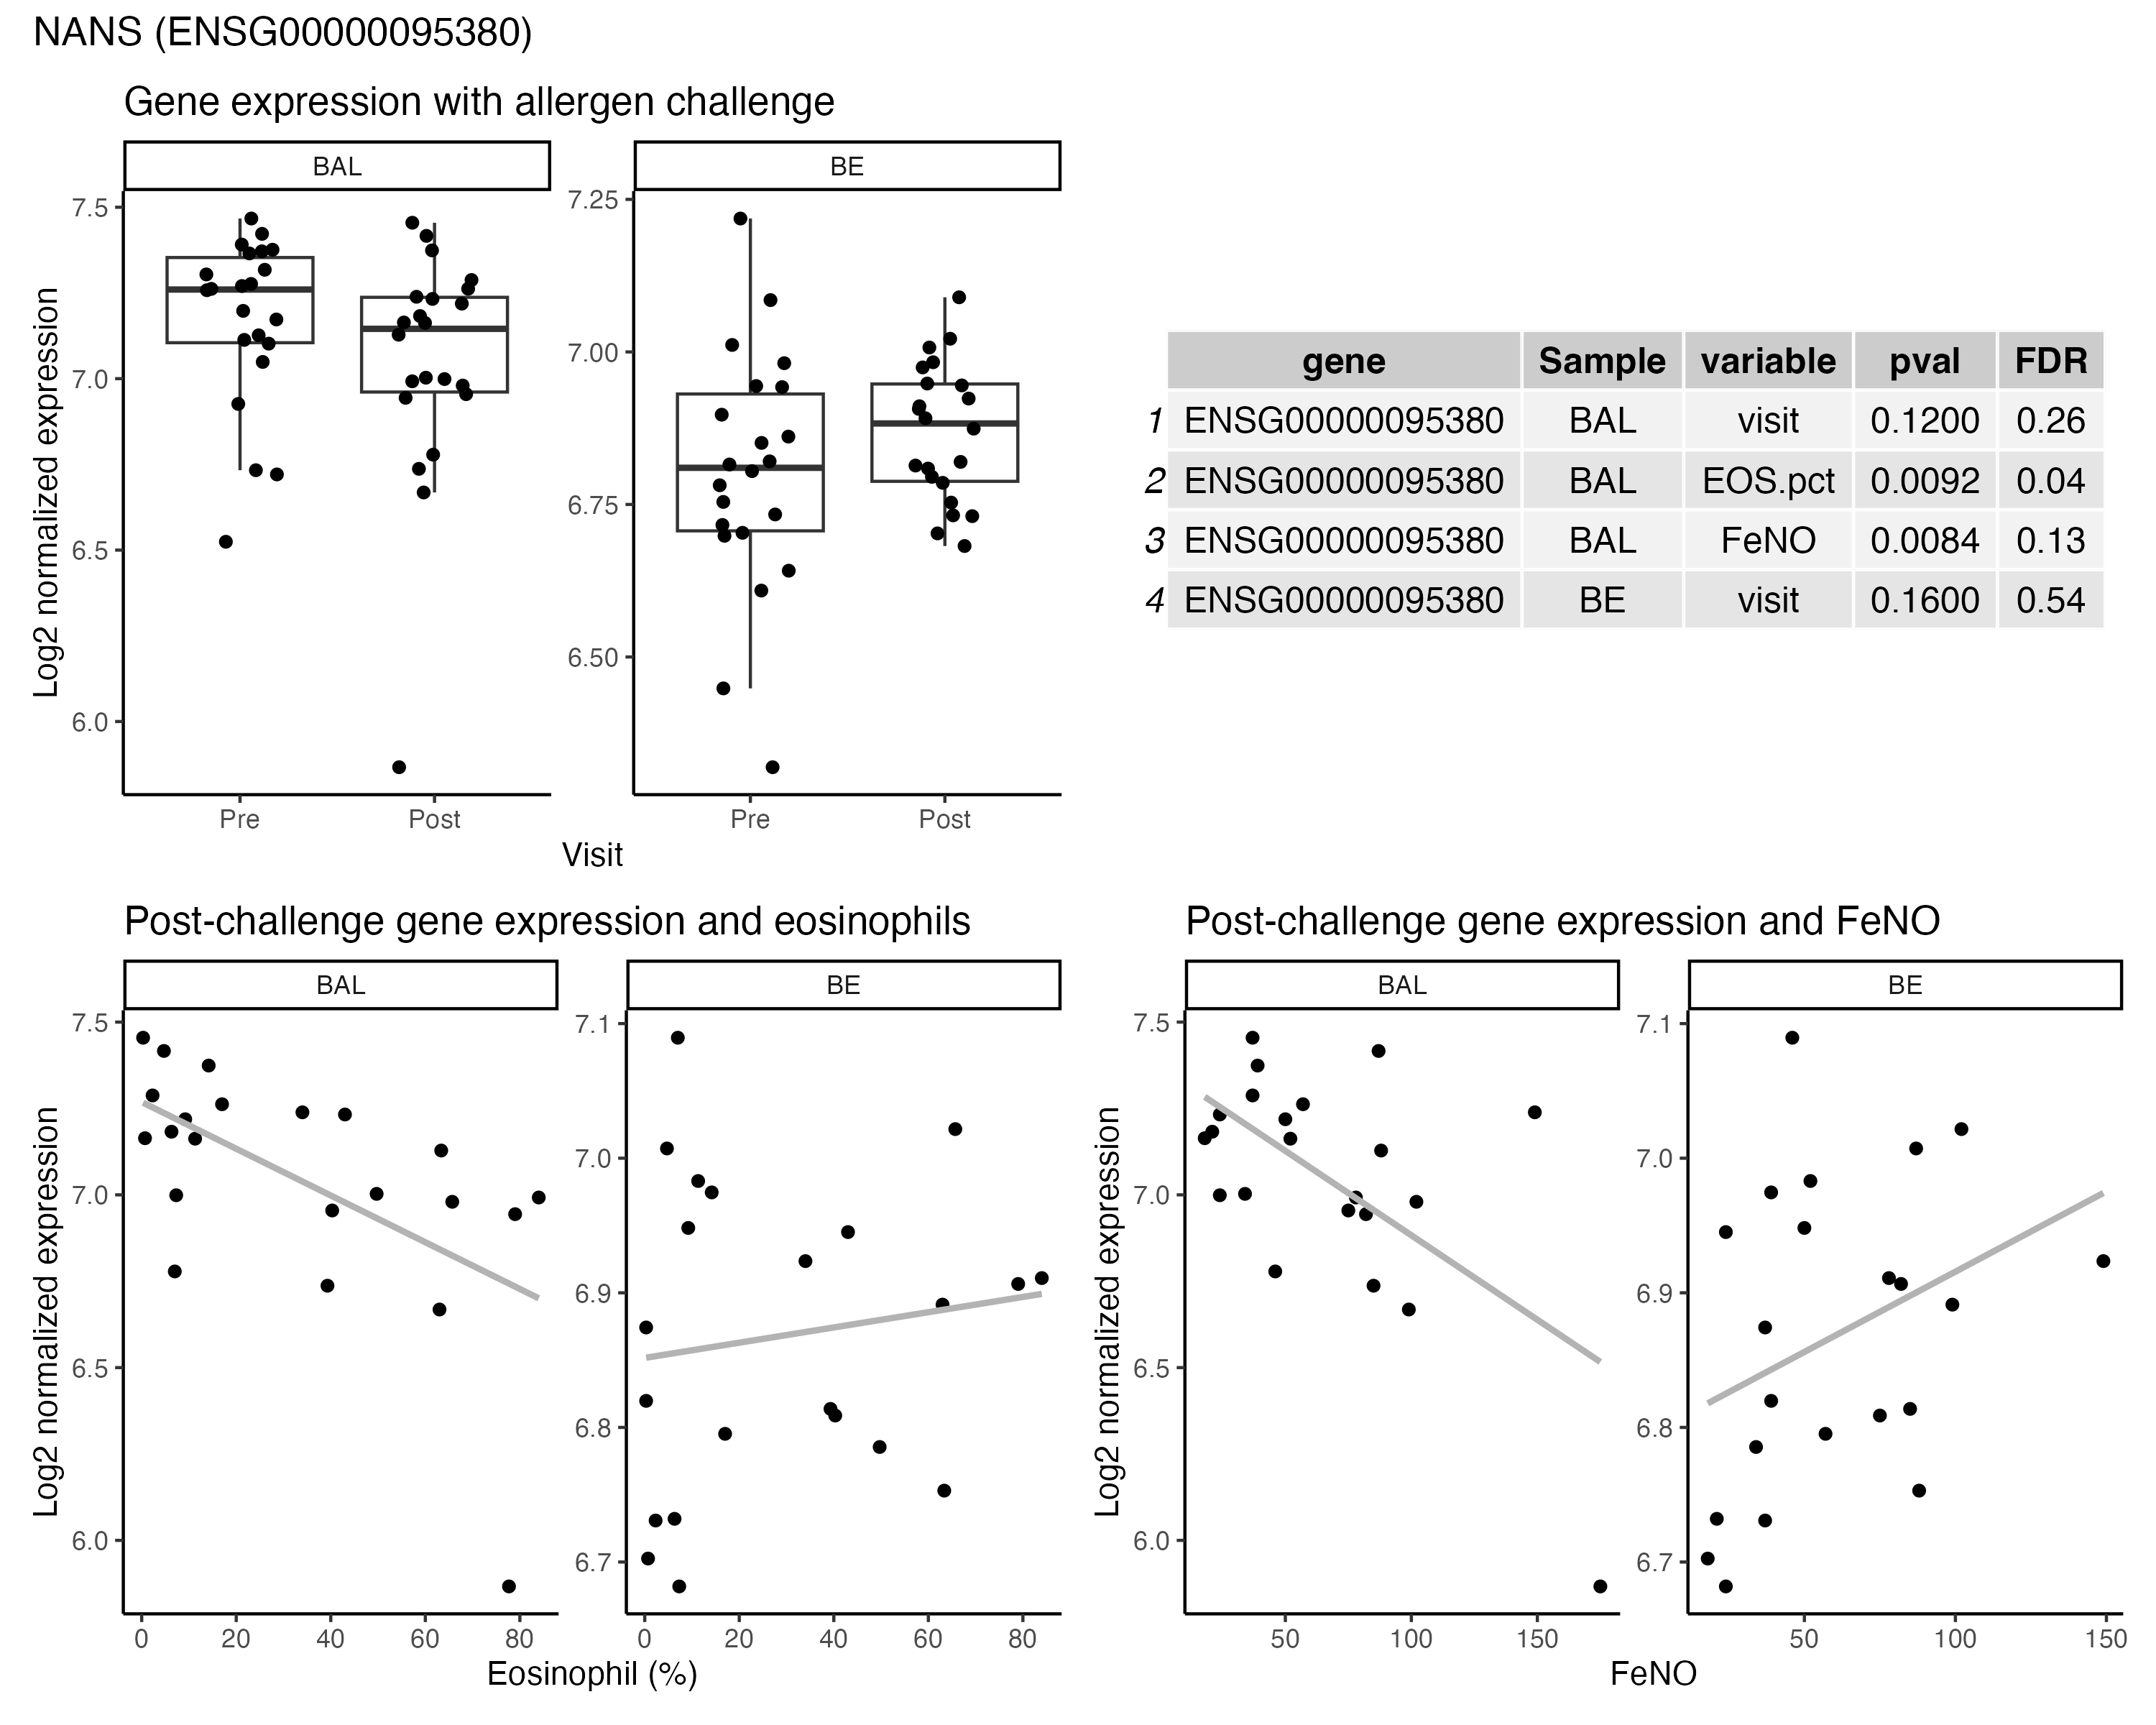 NANS (ENSG00000095380)
Gene expression with allergen challenge
BAL BE
Log2 normalized expression
7.5
7.0
6.5
6.0
7.25
7.00
6.75
6.50
Pre Post Pre Post
Visit
gene Sample variable pval FDR
1 ENSG00000095380 BAL visit 0.1200 0.26
2 ENSG00000095380 BAL EOS.pct 0.0092 0.04
3 ENSG00000095380 BAL FeNO 0.0084 0.13
4 ENSG00000095380 BE visit 0.1600 0.54
Post-challenge gene expression and eosinophils
BAL BE
Log2 normalized expression
7.5
7.0
6.5
6.0
7.1
7.0
6.9
6.8
6.7
0 20 40 60 80 0 20 40 60 80
Eosinophil (%)
Post-challenge gene expression and FeNO
BAL BE
Log2 normalized expression
7.5
7.0
6.5
6.0
7.1
7.0
6.9
6.8
6.7
50 100 150 50 100 150
FeNO